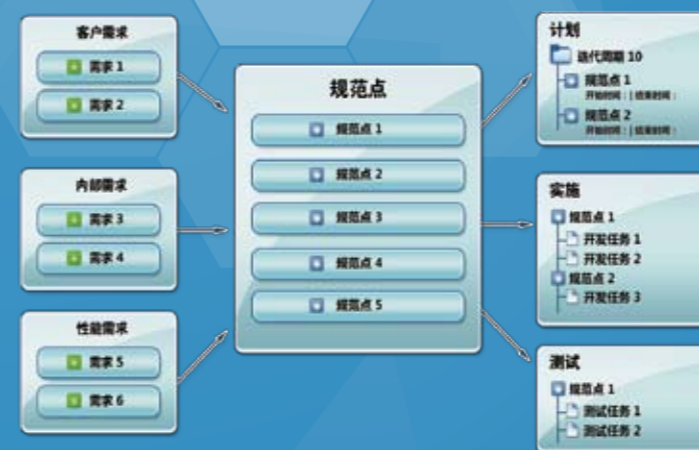 客户需求
需求 1
需求 2
内部需求
需求 3
需求 4
性能需求
需求 5
需求 6
规范点
规范点 1
规范点 2
规范点 3
规范点 4
规范点 5
计划
迭代周期 10
规范点 1
开始时间：| 结束时间：
规范点 2
开始时间：| 结束时间：
实施
规范点 1
开发任务 1
开发任务 2
规范点 2
开发任务 3
测试
规范点 1
测试任务 1
测试任务 2